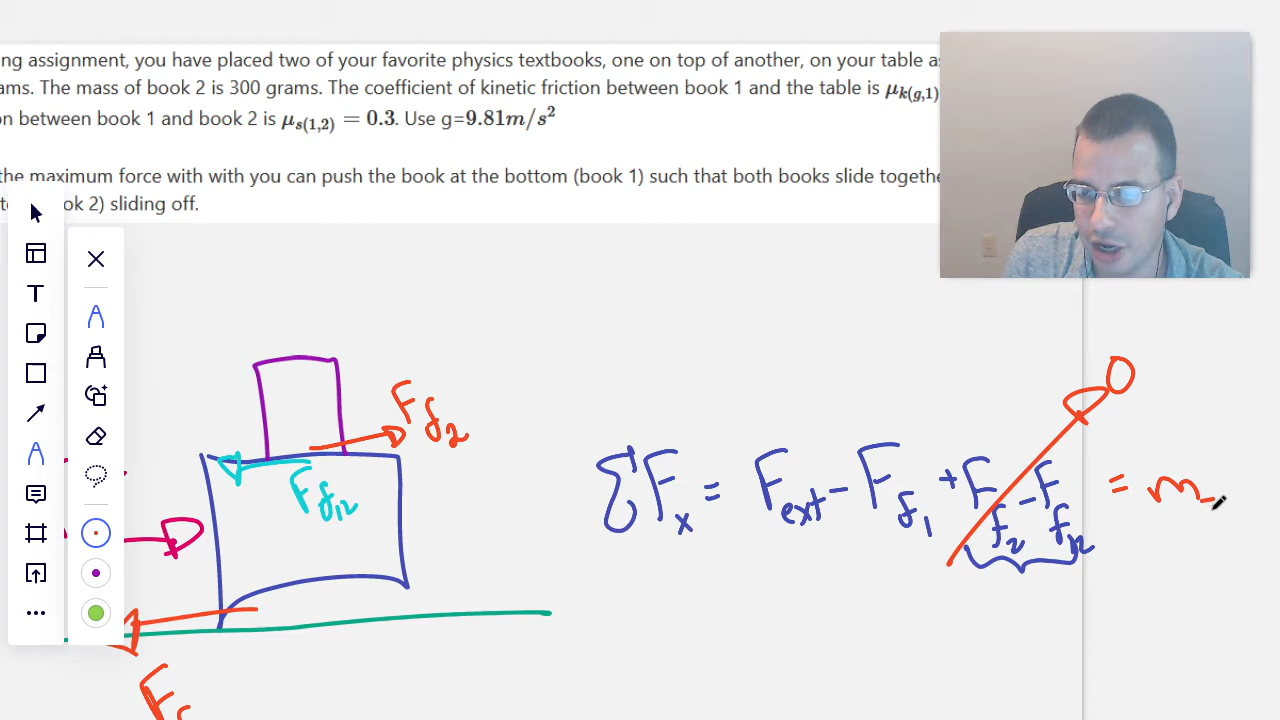 ng assignment, you have placed two of your favorite physics textbooks, one on top of another, on your table a
ams. The mass of book 2 is 300 grams. The coefficient of kinetic friction between book 1 and the table is μk(g,1)
on between book 1 and book 2 is μs(1,2) = 0.3. Use g=9.81m/s²
the maximum force with with you can push the book at the bottom (book 1) such that both books slide togethe
ok 2) sliding off.
T
Ff2
Ff12
ΣFx = Fext - Ff1 + Ff2 - Ff12 = m
0
F